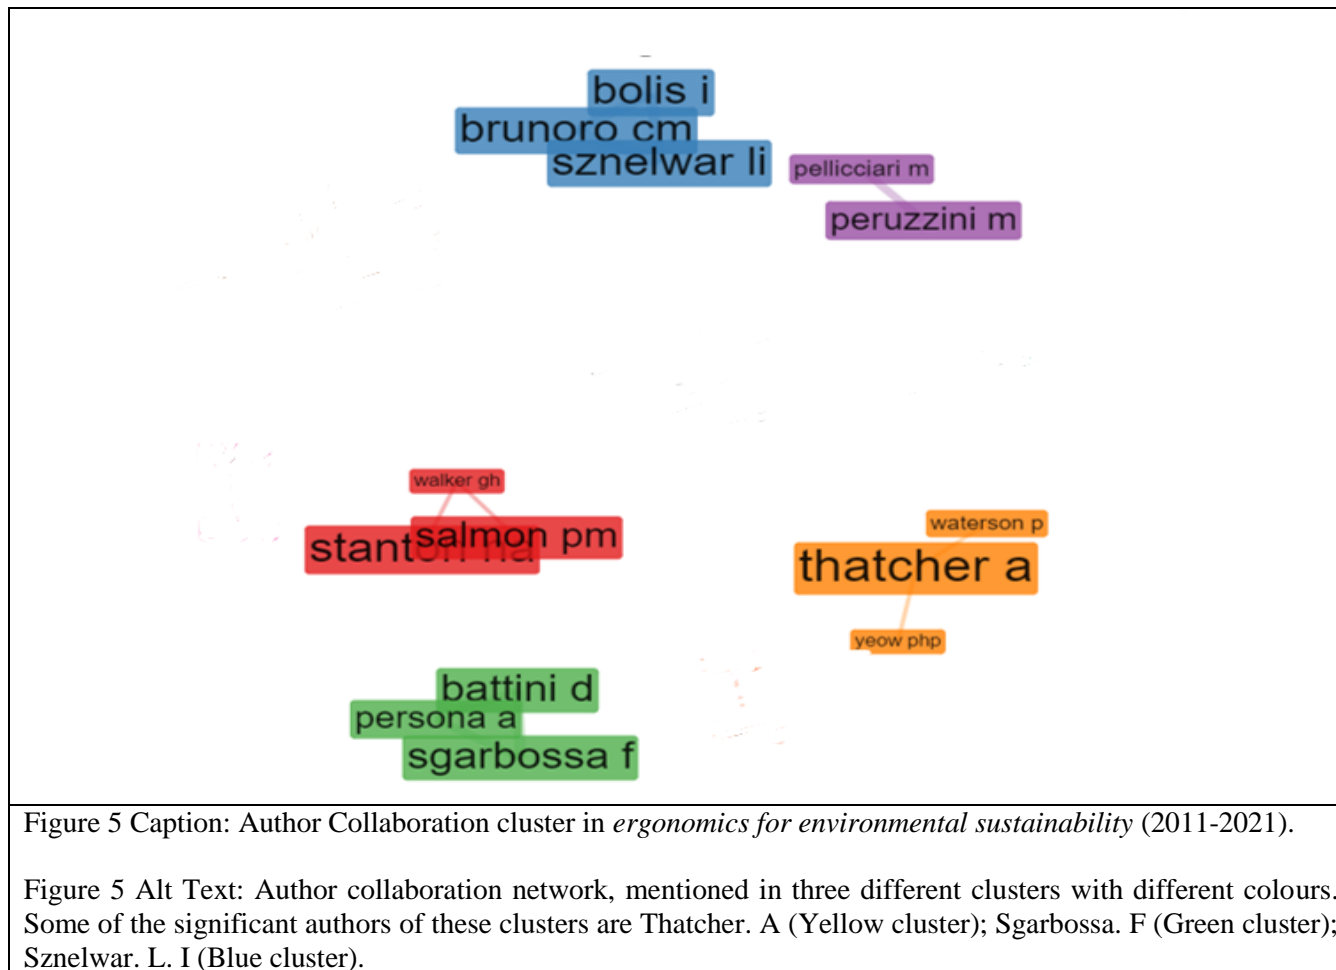 bolis i
brunoro cm
sznelwar li
pellicciari m
peruzzini m
walker gh
salmon pm
stanton na
waterson p
thatcher a
yeow php
battini d
persona a
sgarbossa f
Figure 5 Caption: Author Collaboration cluster in ergonomics for environmental sustainability (2011-2021).
Figure 5 Alt Text: Author collaboration network, mentioned in three different clusters with different colours.
Some of the significant authors of these clusters are Thatcher. A (Yellow cluster); Sgarbossa. F (Green cluster);
Sznelwar. L. I (Blue cluster).